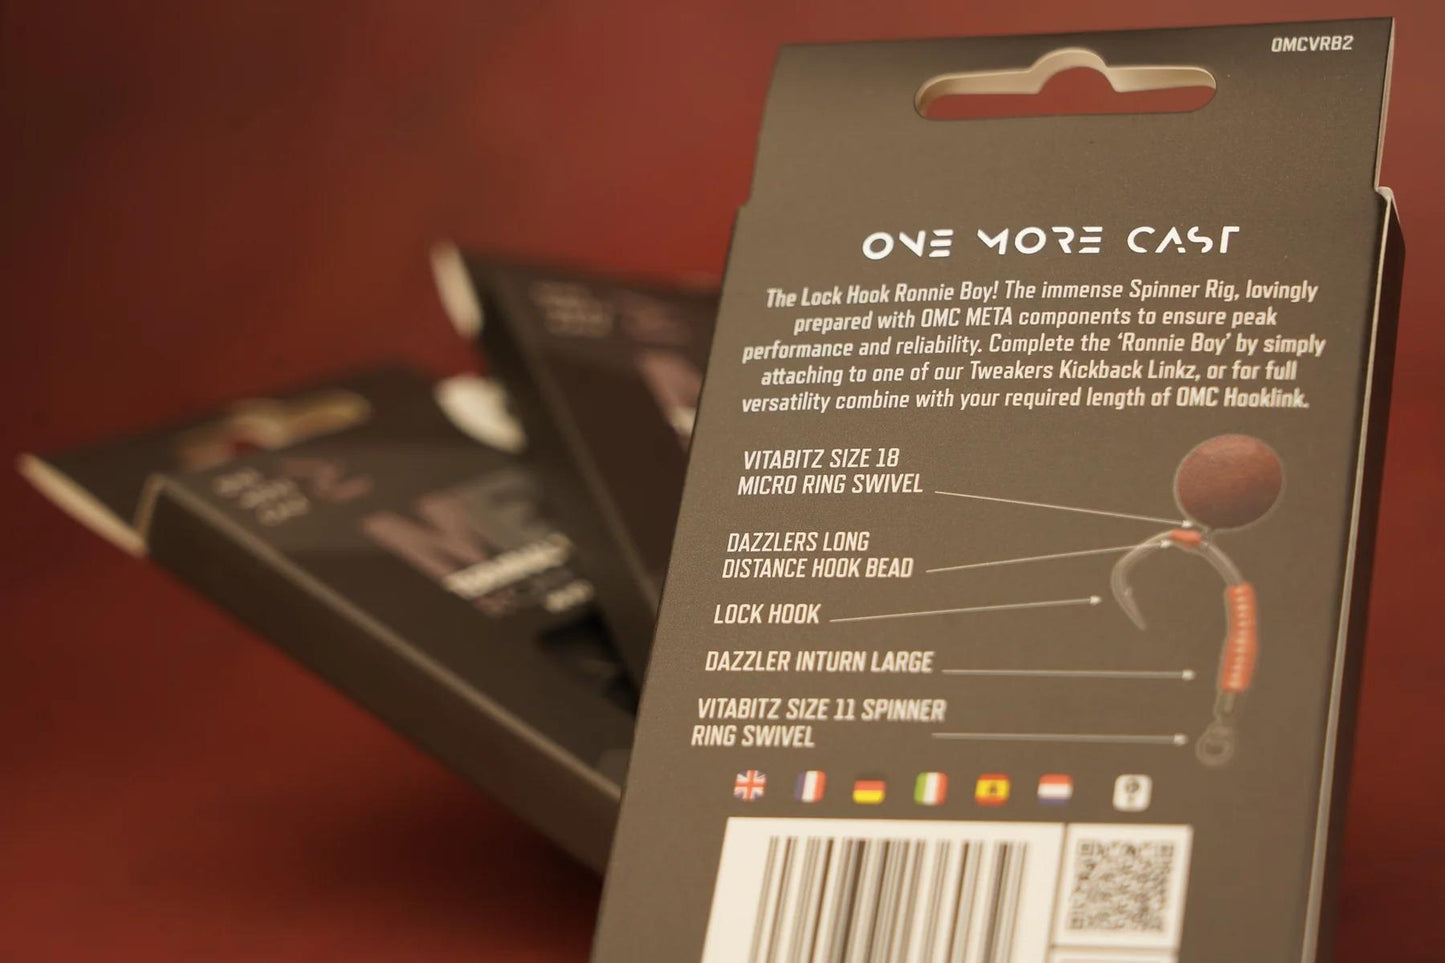 OMCVRB2
ONE MORE CAST
The Lock Hook Ronnie Boy! The immense Spinner Rig, lovingly
prepared with OMC META components to ensure peak
performance and reliability. Complete the ‘Ronnie Boy’ by simply
attaching to one of our Tweakers Kickback Linkz, or for full
versatility combine with your required length of OMC Hooklink.
VITABITZ SIZE 18
MICRO RING SWIVEL
DAZZLERS LONG
DISTANCE HOOK BEAD
LOCK HOOK
DAZZLER INTURN LARGE
VITABITZ SIZE 11 SPINNER
RING SWIVEL